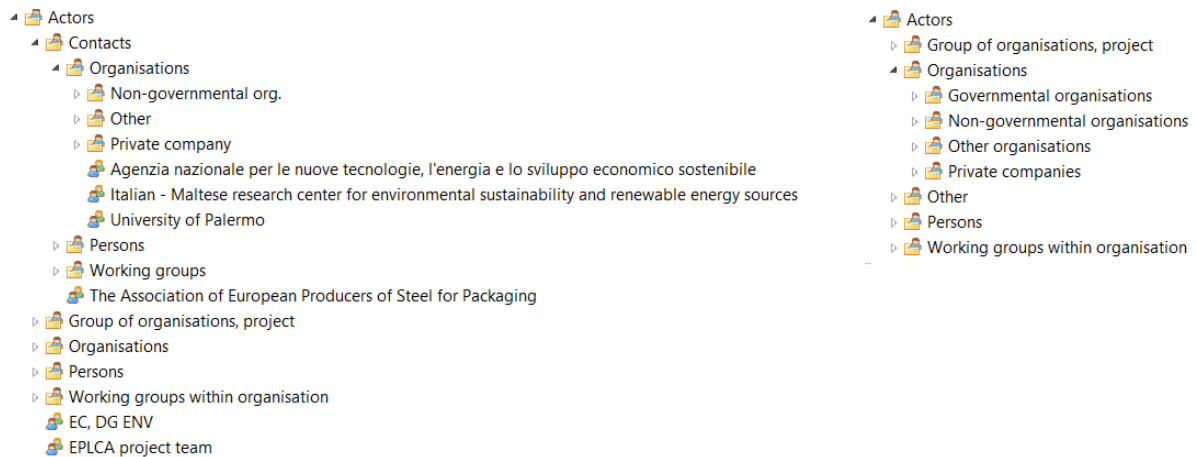 Actors
Contacts
Organisations
Non-governmental org.
Other
Private company
Agenzia nazionale per le nuove tecnologie, l'energia e lo sviluppo economico sostenibile
Italian - Maltese research center for environmental sustainability and renewable energy sources
University of Palermo
Persons
Working groups
The Association of European Producers of Steel for Packaging
Group of organisations, project
Organisations
Persons
Working groups within organisation
EC, DG ENV
EPLCA project team
Actors
Group of organisations, project
Organisations
Governmental organisations
Non-governmental organisations
Other organisations
Private companies
Other
Persons
Working groups within organisation